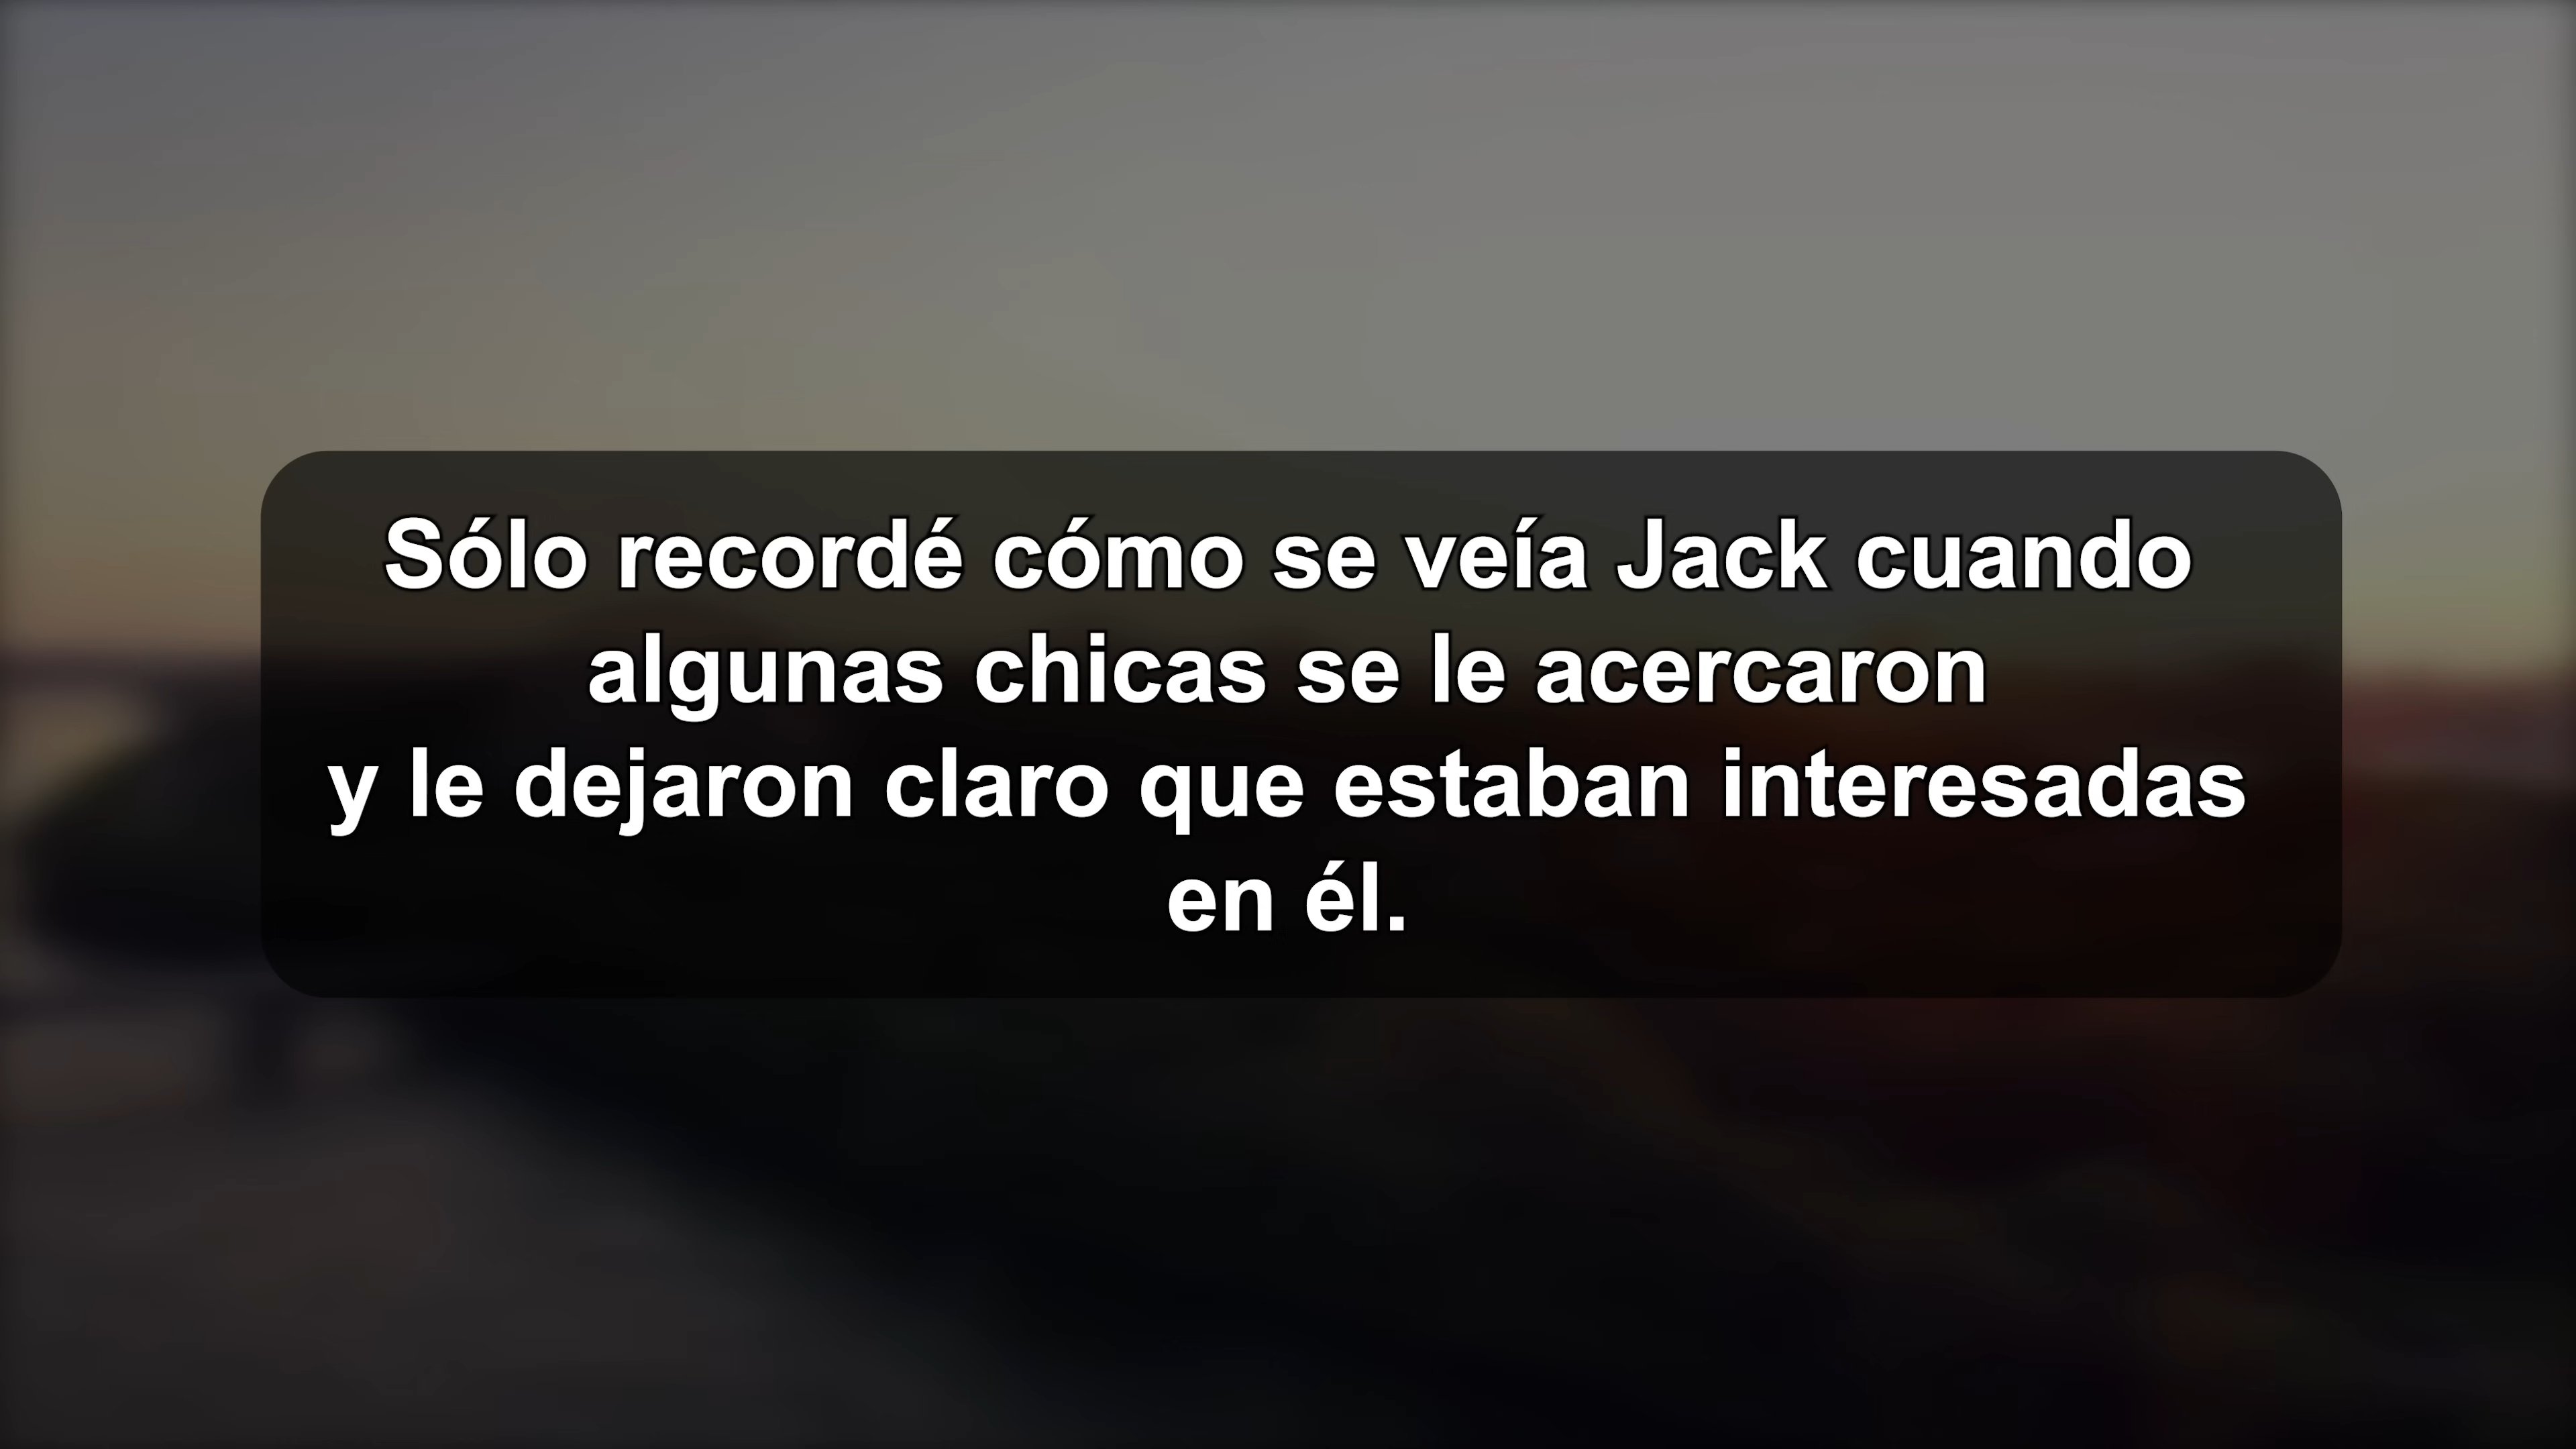 Sólo recordé cómo se veía Jack cuando
algunas chicas se le acercaron
y le dejaron claro que estaban interesadas
en él.